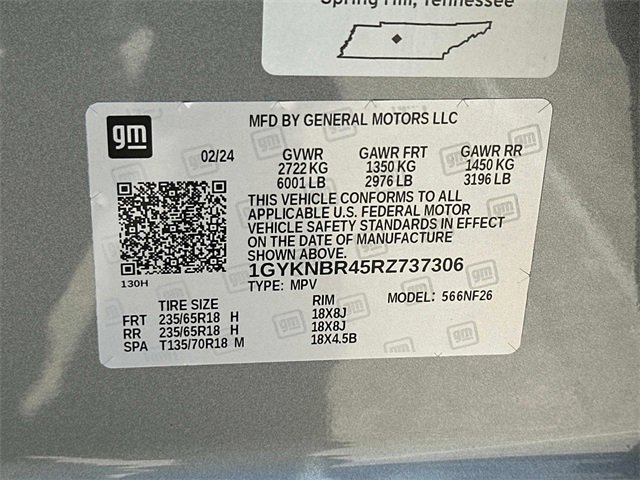 Spring Hill, Tennessee
gm
MFD BY GENERAL MOTORS LLC
02/24 GVWR GAWR FRT GAWR RR
2722 KG 1350 KG 1450 KG
6001 LB 2976 LB 3196 LB
THIS VEHICLE CONFORMS TO ALL
APPLICABLE U.S. FEDERAL MOTOR
VEHICLE SAFETY STANDARDS IN EFFECT
ON THE DATE OF MANUFACTURE
SHOWN ABOVE.
130H
1GYKNBR45RZ737306
TYPE: MPV MODEL: 566NF26
TIRE SIZE RIM
FRT 235/65R18 H 18X8J
RR 235/65R18 H 18X8J
SPA T135/70R18 M 18X4.5B